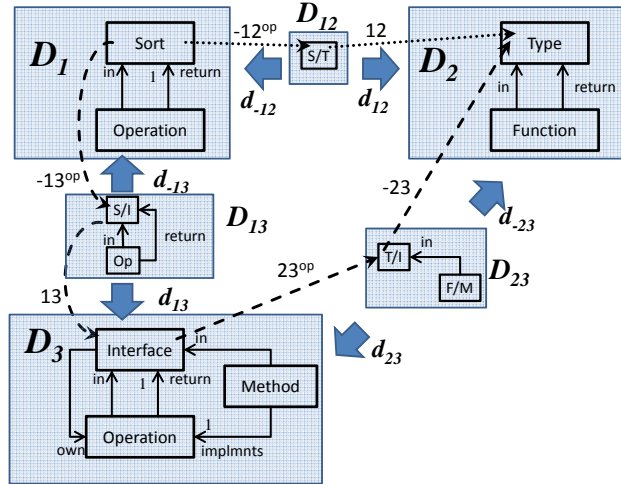 D12
Sort
-12op
12
S/T
Type
D1
D2
in
1
return
d-12
d12
in
return
Operation
Function
-13op
d-13
-23
S/I
D13
d-23
in
return
Op
T/I
in
D23
F/M
23op
13
d13
D3
Interface
in
d23
in
1
return
Method
Operation
1
own
implmnts